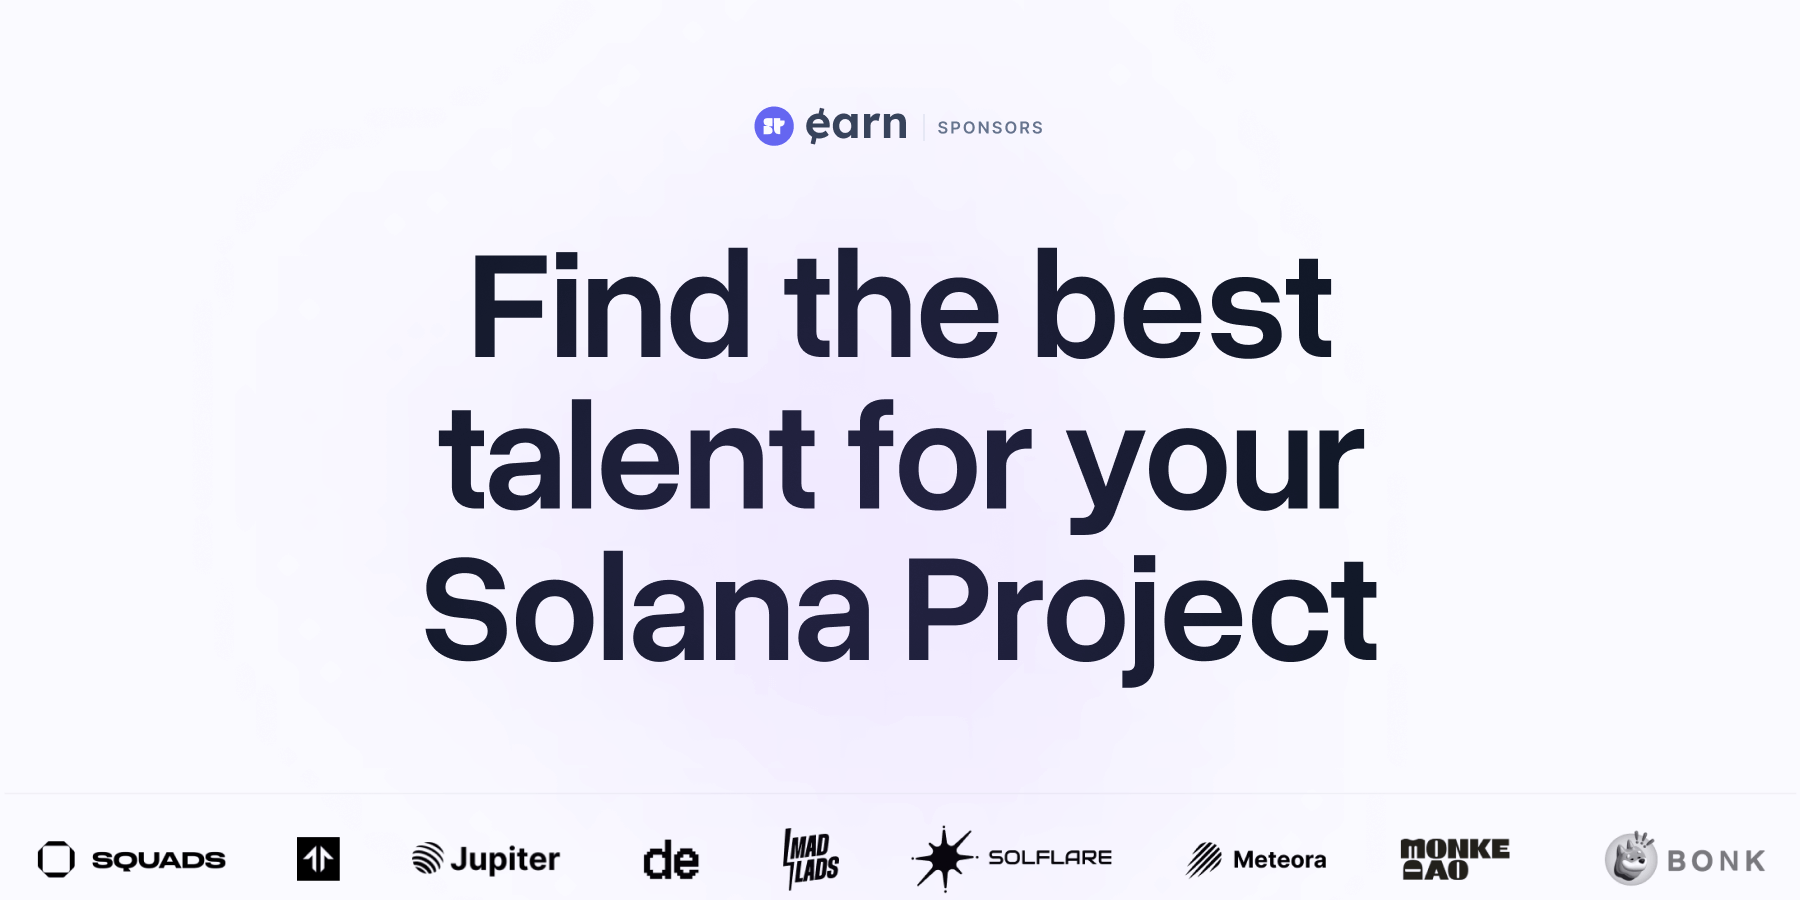 st earn SPONSORS
Find the best
talent for your
Solana Project
SQUADS Jupiter de MAD LADS SOLFLARE Meteora MONKE DAO BONK